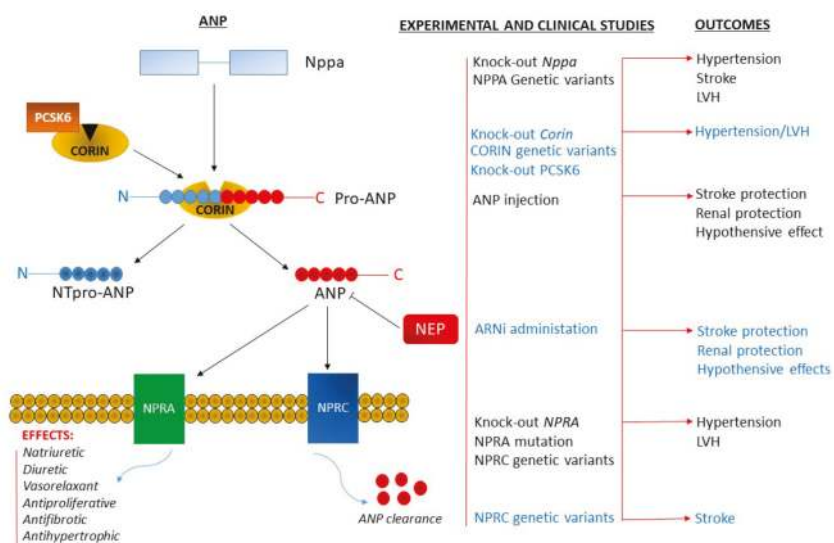 ANP
Nppa
PCSK6
CORIN
N
CORIN
C
Pro-ANP
N
NTpro-ANP
C
ANP
NEP
NPRA
NPRC
EFFECTS:
Natriuretic
Diuretic
Vasorelaxant
Antiproliferative
Antifibrotic
Antihypertrophic
ANP clearance
EXPERIMENTAL AND CLINICAL STUDIES
Knock-out Nppa
NPPA Genetic variants
Knock-out Corin
CORIN genetic variants
Knock-out PCSK6
ANP injection
ARNi administation
Knock-out NPRA
NPRA mutation
NPRC genetic variants
NPRC genetic variants
OUTCOMES
Hypertension
Stroke
LVH
Hypertension/LVH
Stroke protection
Renal protection
Hypothensive effect
Stroke protection
Renal protection
Hypothensive effects
Hypertension
LVH
Stroke